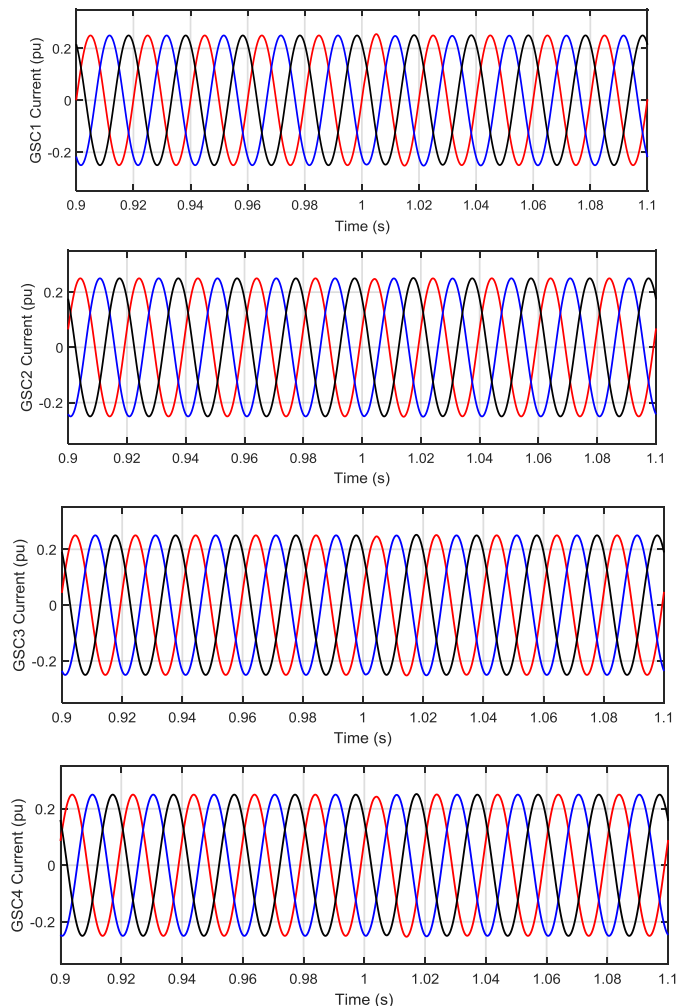 GSC1 Current (pu)
0.2
0
-0.2
0.9 0.92 0.94 0.96 0.98 1 1.02 1.04 1.06 1.08 1.1
Time (s)
GSC2 Current (pu)
0.2
0
-0.2
0.9 0.92 0.94 0.96 0.98 1 1.02 1.04 1.06 1.08 1.1
Time (s)
GSC3 Current (pu)
0.2
0
-0.2
0.9 0.92 0.94 0.96 0.98 1 1.02 1.04 1.06 1.08 1.1
Time (s)
GSC4 Current (pu)
0.2
0
-0.2
0.9 0.92 0.94 0.96 0.98 1 1.02 1.04 1.06 1.08 1.1
Time (s)